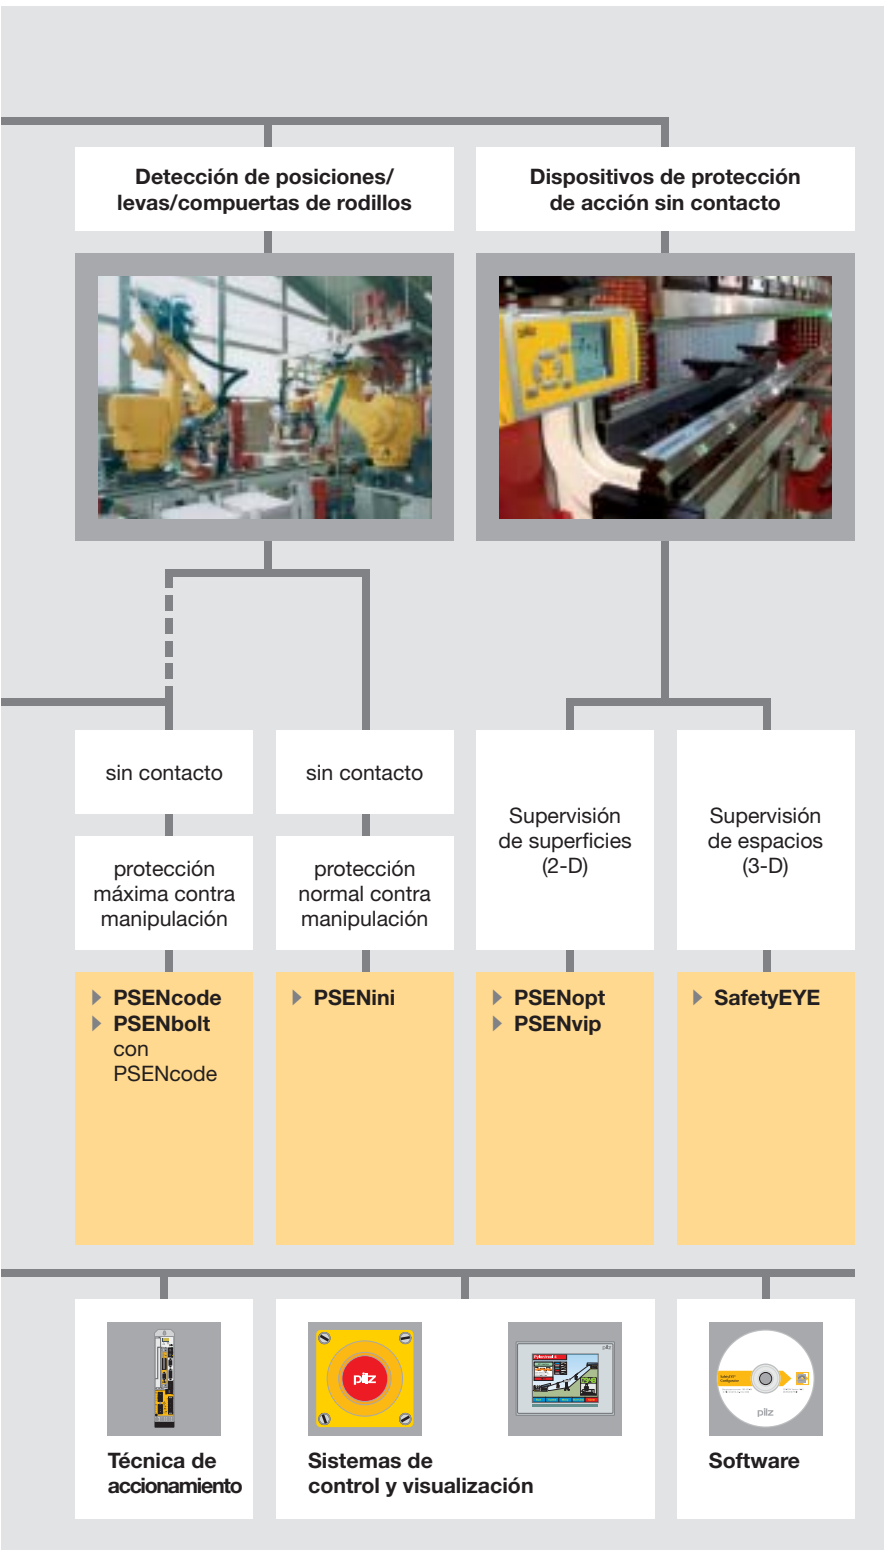 Detección de posiciones/
levas/compuertas de rodillos
Dispositivos de protección
de acción sin contacto
pilz
sin contacto
protección
máxima contra
manipulación
PSENcode
PSENbolt
con
PSENcode
sin contacto
protección
normal contra
manipulación
PSENini
Supervisión
de superficies
(2-D)
PSENopt
PSENvip
Supervisión
de espacios
(3-D)
SafetyEYE
Técnica de
accionamiento
pilz
pilz
Sistemas de
control y visualización
pilz
Software